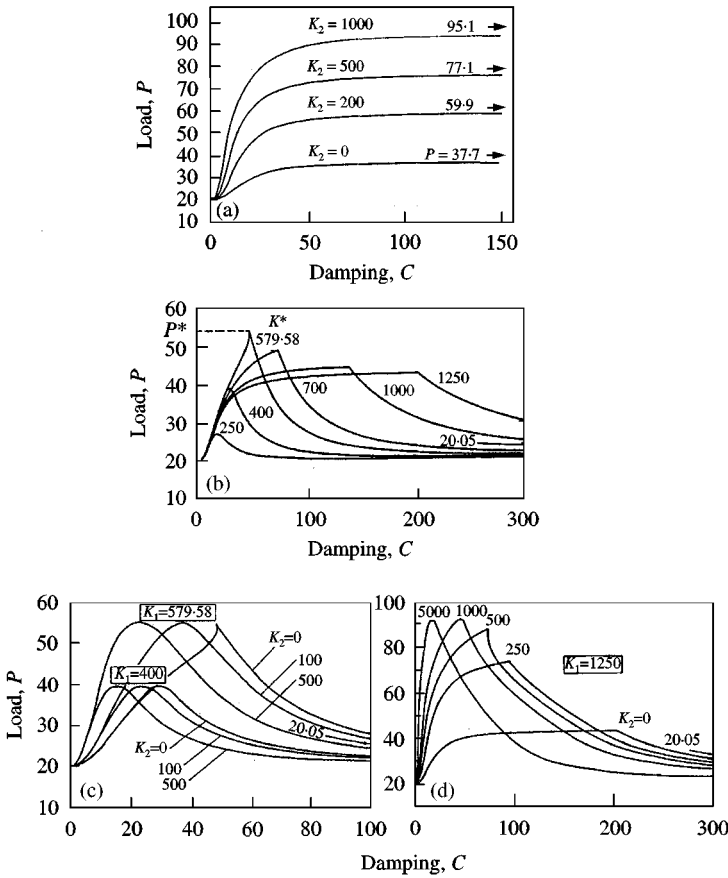 100
90
80
70
60
50
40
30
20
10
Load, P
K₂ = 1000
95·1
K₂ = 500
77·1
K₂ = 200
59·9
K₂ = 0
P = 37·7
(a)
0
50
100
150
Damping, C
60
50
40
30
20
10
Load, P
P*
K*
579·58
700
1000
1250
400
250
20·05
(b)
0
100
200
300
Damping, C
60
50
40
30
20
10
Load, P
K₁=579·58
K₂=0
100
500
K₁=400
20·05
K₂=0
100
500
(c)
0
20
40
60
80
100
(d)
100
80
60
40
20
0
5000
1000
500
250
K₁=1250
K₂=0
20·05
0
100
200
300
Damping, C